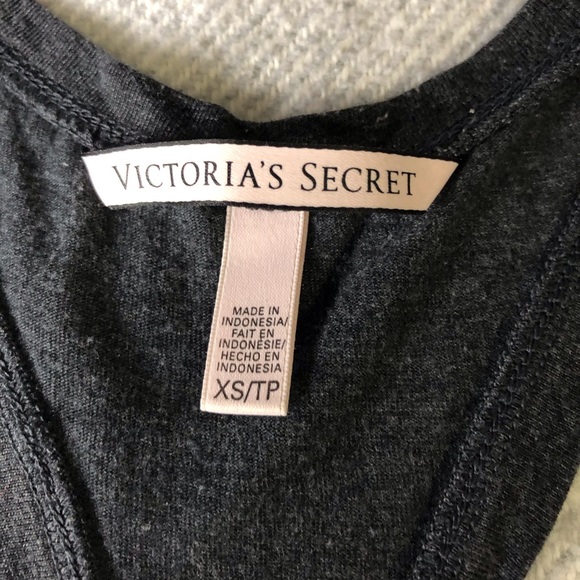 VICTORIA'S SECRET
MADE IN
INDONESIA/
FAIT EN
INDONÉSIE/
HECHO EN
INDONESIA
XS/TP